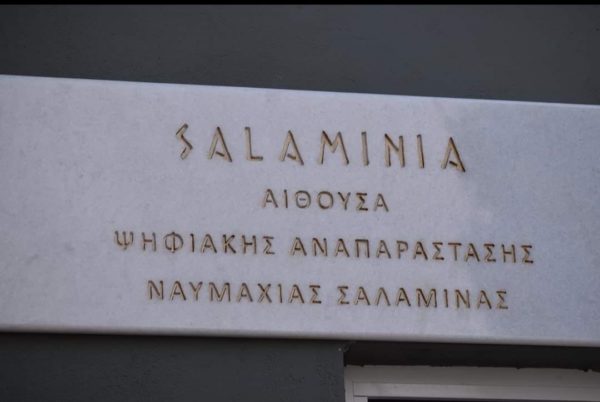 SALAMINIA
ΑΙΘΟΥΣΑ
ΨΗΦΙΑΚΗΣ ΑΝΑΠΑΡΑΣΤΑΣΗΣ
ΝΑΥΜΑΧΙΑΣ ΣΑΛΑΜΙΝΑΣ